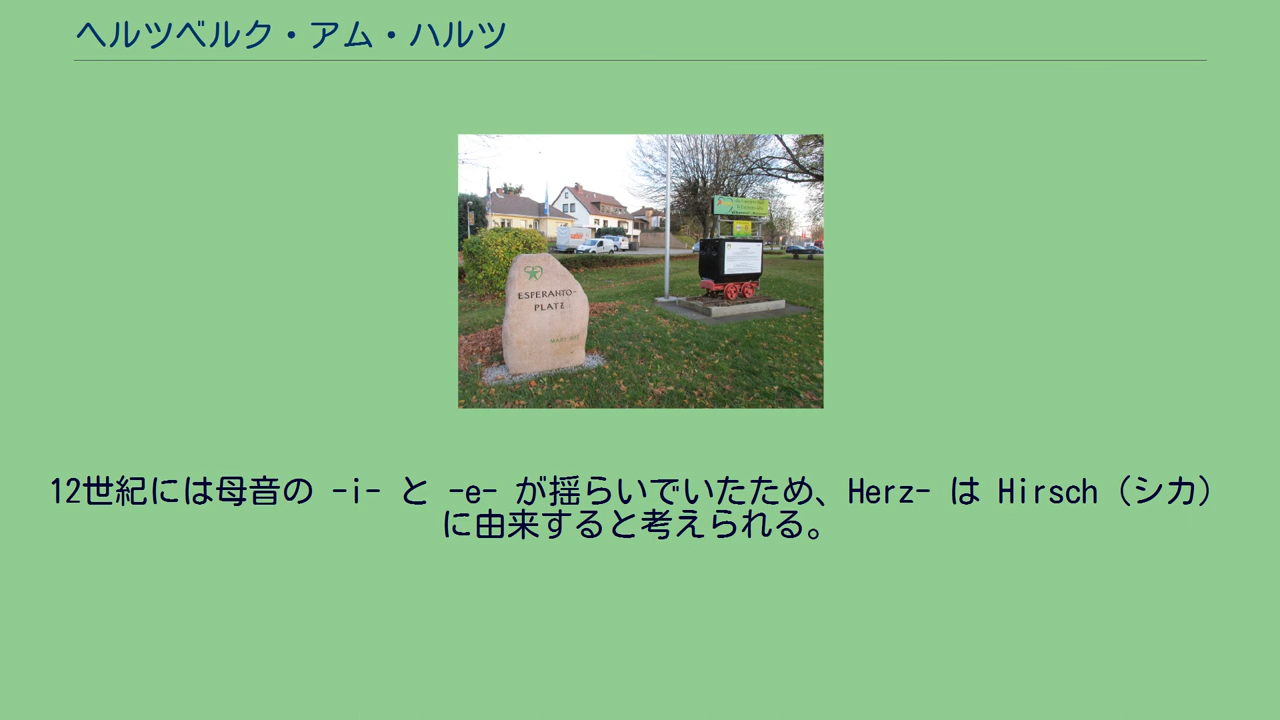 ヘルツベルク・アム・ハルツ
ESPERANTO-
PLATZ
12世紀には母音の -i- と -e- が揺らいでいたため、Herz- は Hirsch（シカ）
に由来すると考えられる。